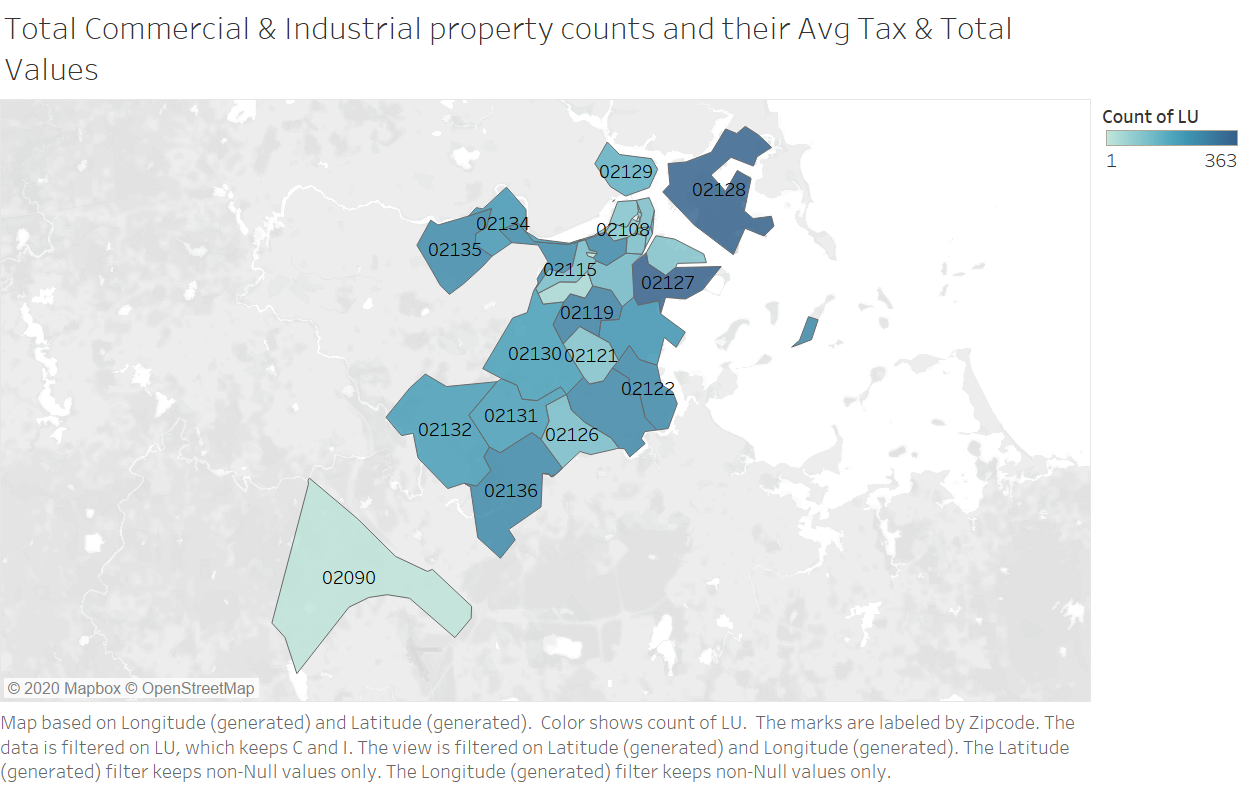 Total Commercial & Industrial property counts and their Avg Tax & Total
Values
Count of LU
1 363
02129
02128
02134
02108
02135
02115
02127
02119
02130 02121
02122
02131
02132
02126
02136
02090
© 2020 Mapbox © OpenStreetMap
Map based on Longitude (generated) and Latitude (generated).  Color shows count of LU.  The marks are labeled by Zipcode. The
data is filtered on LU, which keeps C and I. The view is filtered on Latitude (generated) and Longitude (generated). The Latitude
(generated) filter keeps non-Null values only. The Longitude (generated) filter keeps non-Null values only.